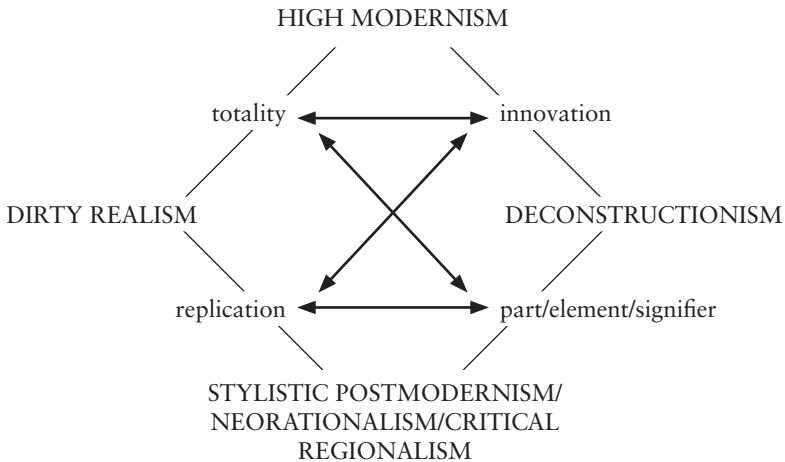 HIGH MODERNISM
totality
innovation
DIRTY REALISM
DECONSTRUCTIONISM
replication
part/element/signifier
STYLISTIC POSTMODERNISM/
NEORATIONALISM/CRITICAL
REGIONALISM